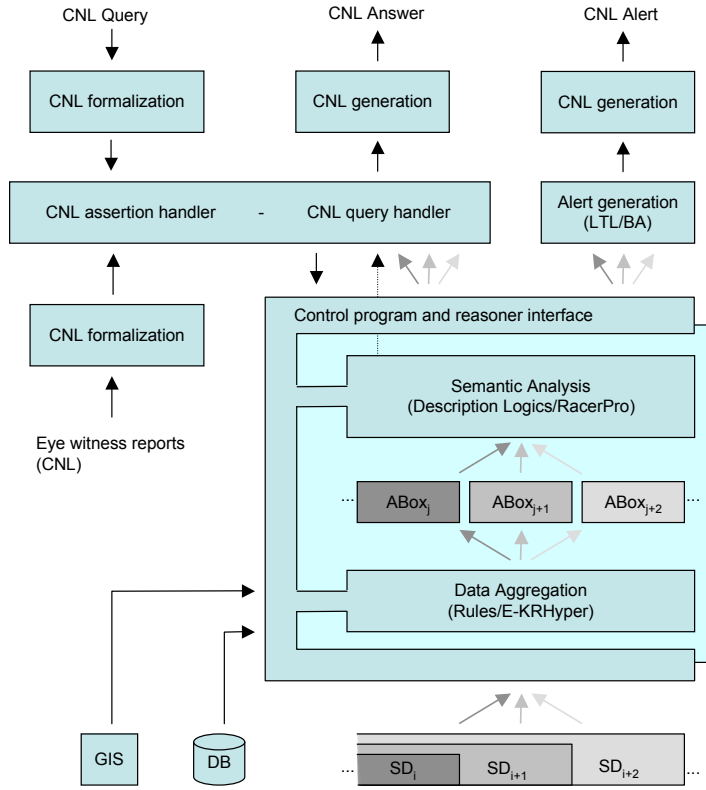 CNL Query
CNL Answer
CNL Alert
CNL formalization
CNL generation
CNL generation
CNL assertion handler - CNL query handler
Alert generation
(LTL/BA)
CNL formalization
Control program and reasoner interface
Semantic Analysis
(Description Logics/RacerPro)
Eye witness reports
(CNL)
... ABoxj ABoxj+1 ABoxj+2 ...
Data Aggregation
(Rules/E-KRHyper)
GIS
DB
... SDi SDi+1 SDi+2 ...